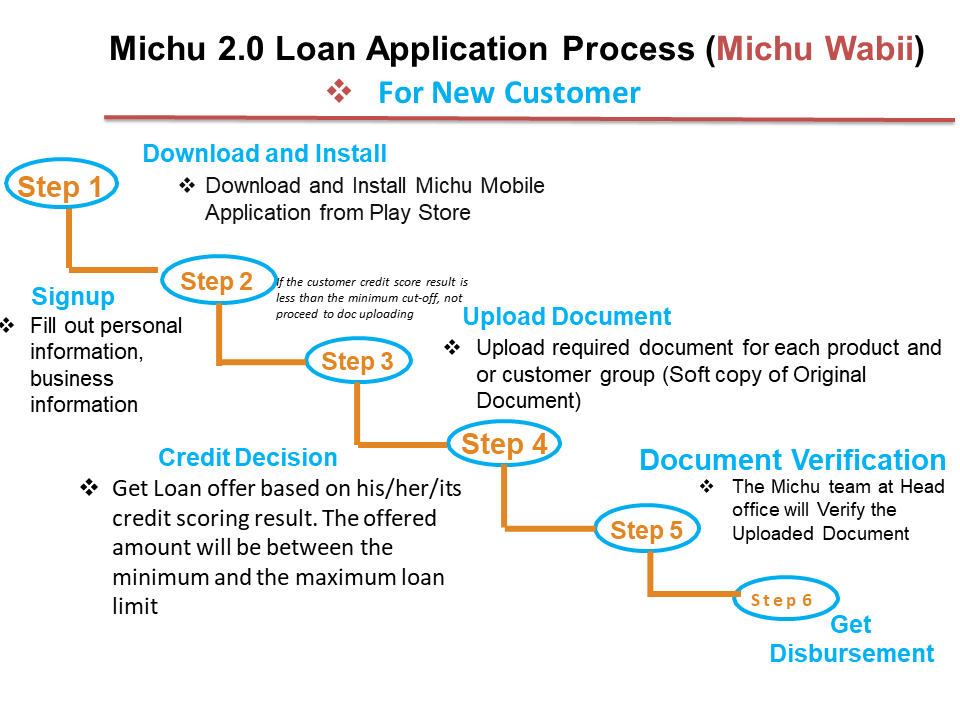 Michu 2.0 Loan Application Process (Michu Wabii)
❖ For New Customer
Step 1
Download and Install
❖ Download and Install Michu Mobile
Application from Play Store
Step 2
Signup
❖ Fill out personal
information,
business
information
If the customer credit score result is
less than the minimum cut-off, not
proceed to doc uploading
Step 3
Credit Decision
❖ Get Loan offer based on his/her/its
credit scoring result. The offered
amount will be between the
minimum and the maximum loan
limit
Upload Document
❖ Upload required document for each product and
or customer group (Soft copy of Original
Document)
Step 4
Document Verification
❖ The Michu team at Head
office will Verify the
Uploaded Document
Step 5
Step 6
Get
Disbursement